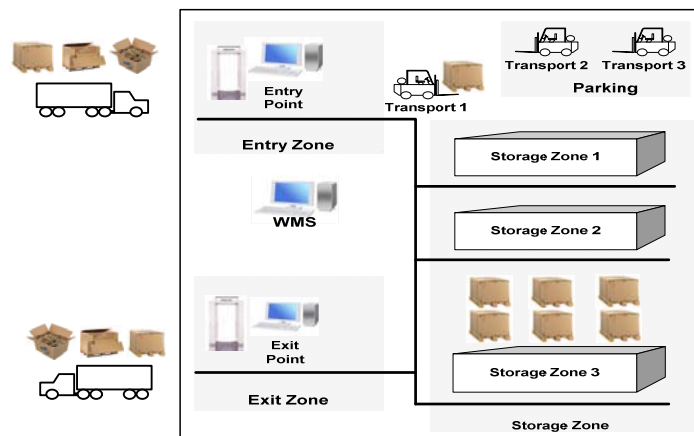 Entry
Point
Entry Zone
Transport 1
Transport 2
Transport 3
Parking
Storage Zone 1
WMS
Storage Zone 2
Exit
Point
Exit Zone
Storage Zone 3
Storage Zone